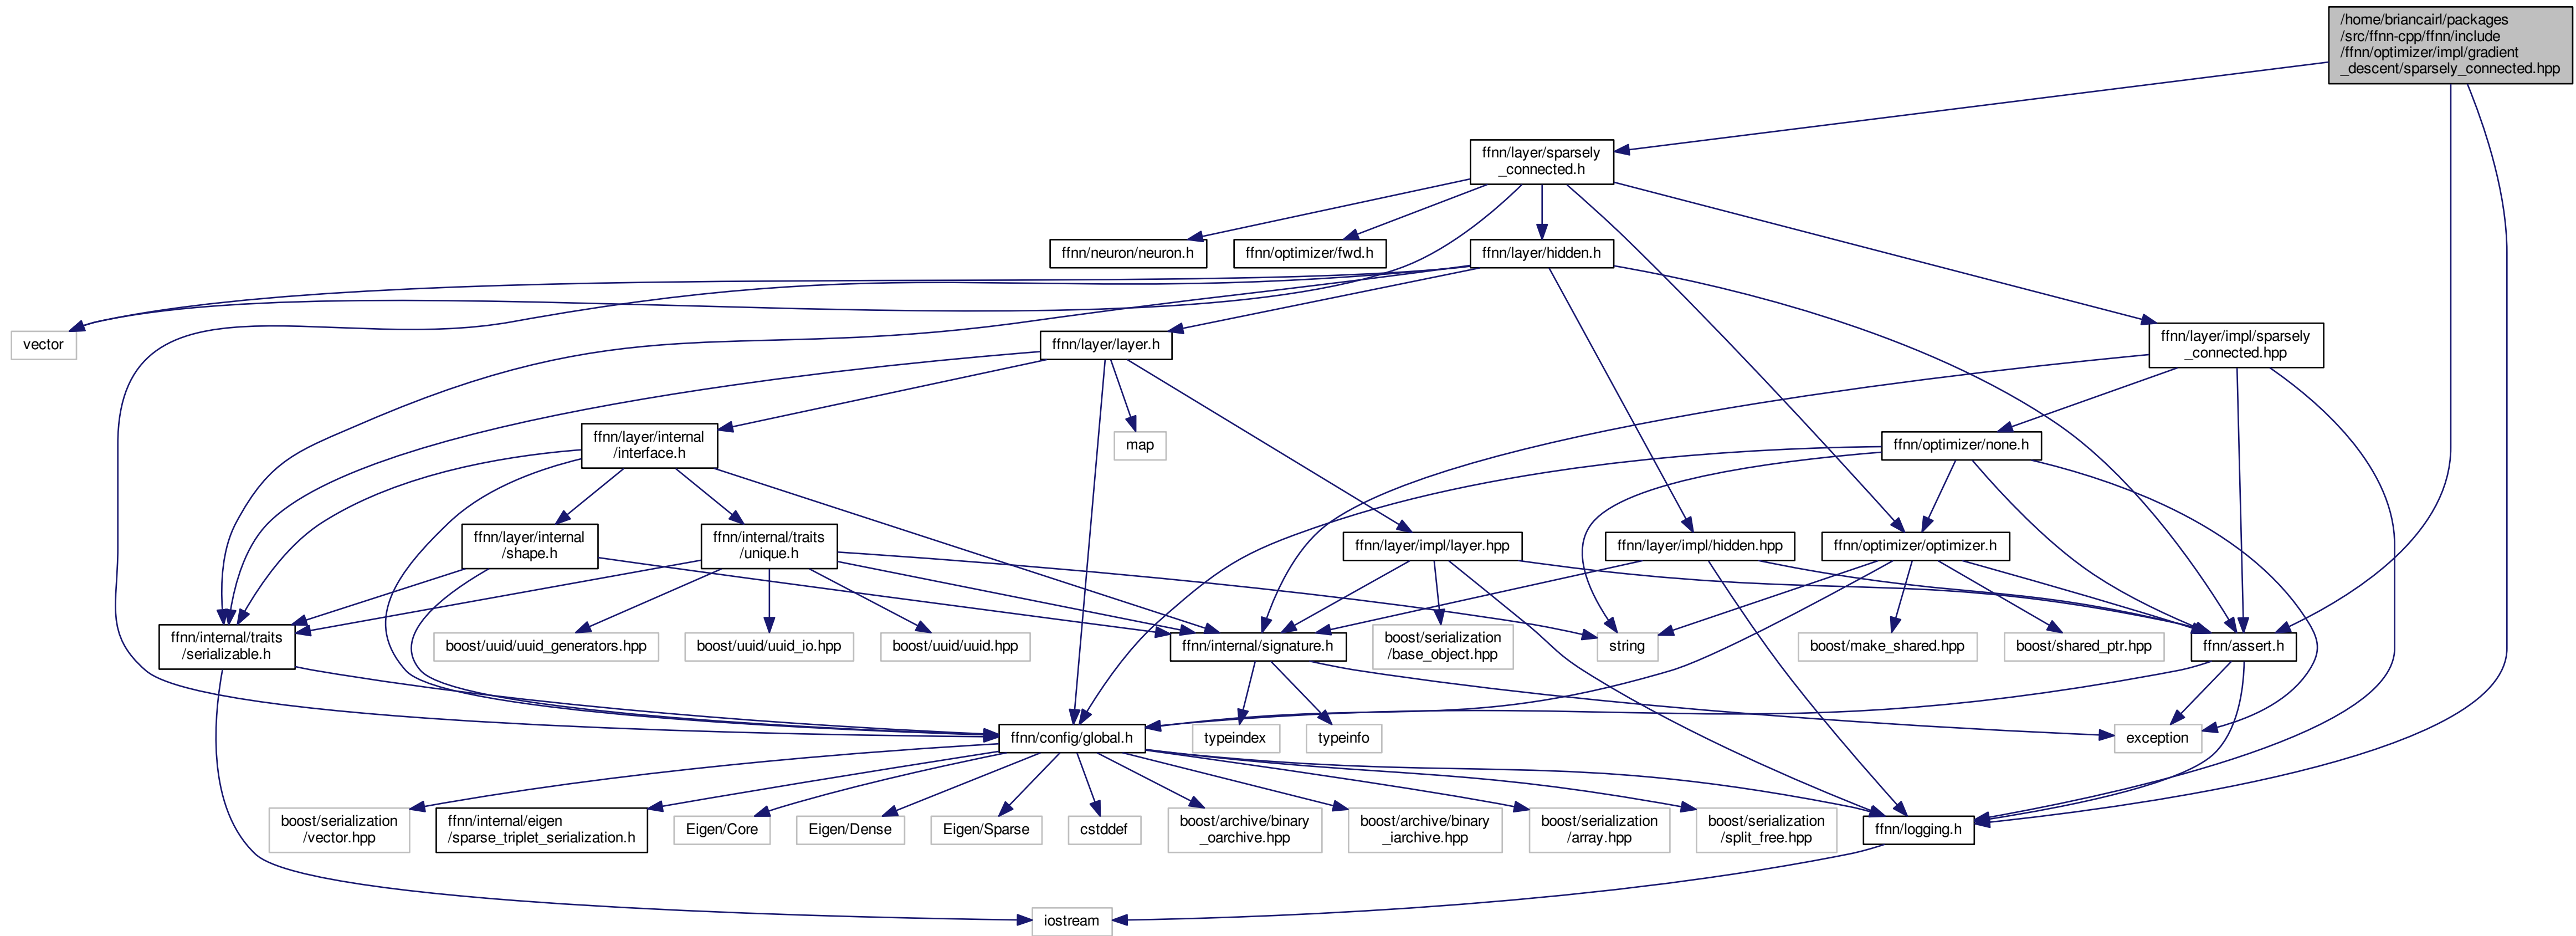 /home/briancairl/packages
/src/ffnn-cpp/ffnn/include
/ffnn/optimizer/impl/gradient
_descent/sparsely_connected.hpp
ffnn/layer/sparsely
_connected.h
ffnn/neuron/neuron.h
ffnn/optimizer/fwd.h
ffnn/layer/hidden.h
vector
ffnn/layer/layer.h
ffnn/layer/impl/sparsely
_connected.hpp
ffnn/layer/internal
/interface.h
map
ffnn/optimizer/none.h
ffnn/layer/internal
/shape.h
ffnn/internal/traits
/unique.h
ffnn/layer/impl/layer.hpp
ffnn/layer/impl/hidden.hpp
ffnn/optimizer/optimizer.h
ffnn/internal/traits
/serializable.h
boost/uuid/uuid_generators.hpp
boost/uuid/uuid_io.hpp
boost/uuid/uuid.hpp
ffnn/internal/signature.h
boost/serialization
/base_object.hpp
string
boost/make_shared.hpp
boost/shared_ptr.hpp
ffnn/assert.h
ffnn/config/global.h
typeindex
typeinfo
exception
boost/serialization
/vector.hpp
ffnn/internal/eigen
/sparse_triplet_serialization.h
Eigen/Core
Eigen/Dense
Eigen/Sparse
cstddef
boost/archive/binary
_oarchive.hpp
boost/archive/binary
_iarchive.hpp
boost/serialization
/array.hpp
boost/serialization
/split_free.hpp
ffnn/logging.h
iostream